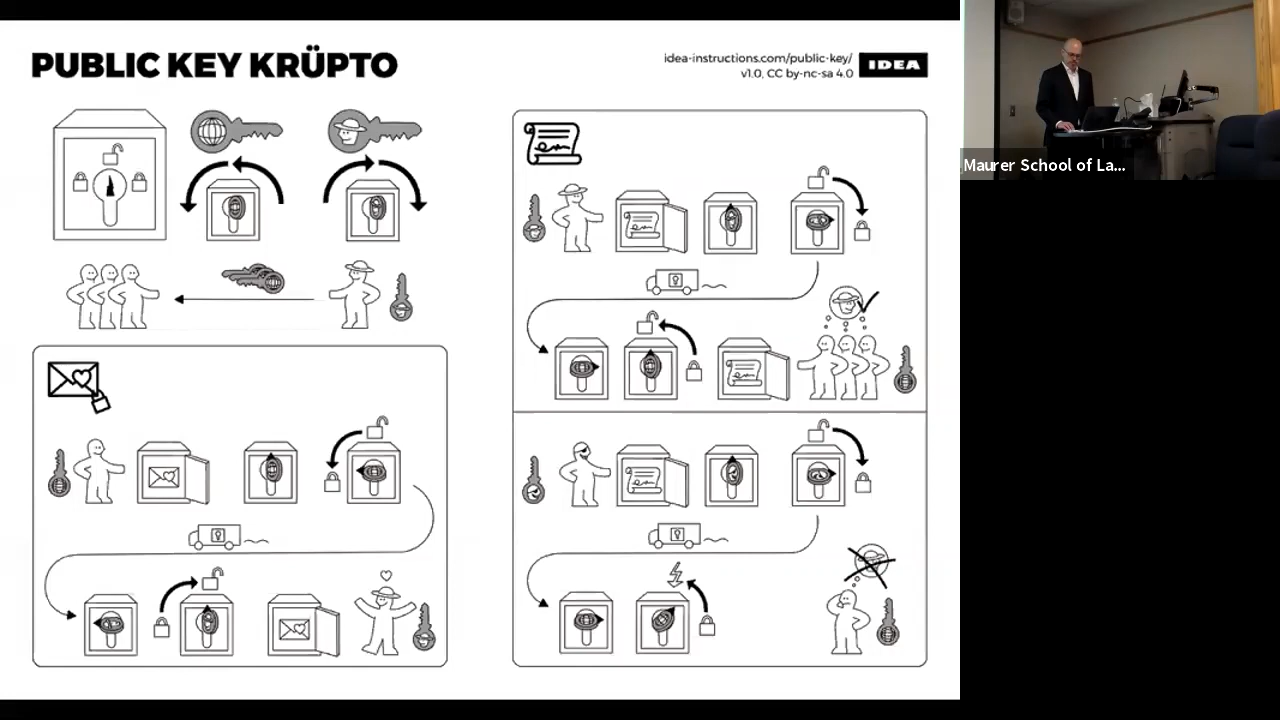 PUBLIC KEY KRÜPTO
idea-instructions.com/public-key/
v1.0, CC by-nc-sa 4.0
IDEA
Maurer School of La...